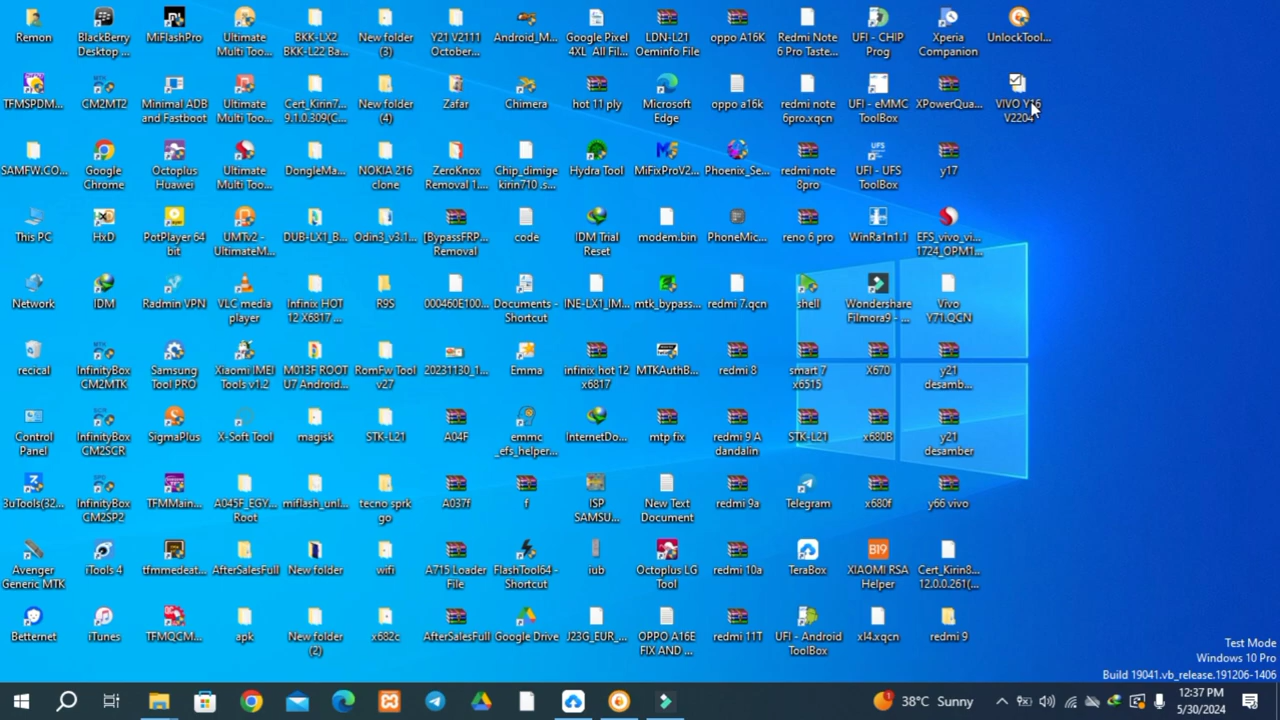 Remon
BlackBerry
Desktop ...
MiFlashPro
Ultimate
Multi Too...
BKK-LX2
BKK-L22 Ba...
New folder
(3)
Y21 V2111
October...
Android_M...
Google Pixel
4XL All Fil...
LDN-L21
Oeminfo File
oppo A16K
Redmi Note
6 Pro Taste...
UFI - CHIP
Prog
Xperia
Companion
UnlockTool...
TFMSPDM...
CM2MT2
Minimal ADB
and Fastboot
Ultimate
Multi Too...
Cert_Kirin7...
9.1.0.309(C...
New folder
(4)
Zafar
Chimera
hot 11 ply
Microsoft
Edge
oppo a16k
redmi note
6pro.xqcn
UFI - eMMC
ToolBox
XPowerQua...
VIVO Y16
V2204
SAMFW.CO...
Google
Chrome
Octoplus
Huawer
Ultimate
Multi Too...
DongleMa...
NOKIA 216
clone
ZeroKnox
Removal 1....
Chip_dimige
kirin710 .s...
Hydra Tool
MiFixProV2...
Phoenix_Se...
redmi note
8pro
UFS
UFI - UFS
ToolBox
y17
This PC
HxD
PotPlayer 64
bit
UMTv2 -
UltimateM...
DUB-LX1_B...
Odin3_v3.1...
[BypassFRP...
Removal
code
IDM Trial
Reset
modem.bin
PhoneMic...
reno 6 pro
WinRa1n1.1
EFS_vivo_vi...
1724_OPM1...
Network
IDM
Radmin VPN
VLC media
player
Infinix HOT
12 X6817 ...
R9S
000460E100...
Documents -
Shortcut
INE-LX1_IM...
mtk_bypass...
redmi 7.qcn
shell
Wondershare
Filmora9 - ...
Vivo
Y71.QCN
recical
InfinityBox
CM2MTK
Samsung
Tool PRO
Xiaomi IMEI
Tools v1.2
M013F ROOT
U7 Android...
RomFw Tool
v27
20231130_1...
Emma
infinix hot 12
x6817
MTKAuthB...
redmi 8
smart 7
x6515
X670
y21
desamb...
Control
Panel
InfinityBox
CM2SCR
SigmaPlus
X-Soft Tool
magisk
STK-L21
A04F
emmc
_efs_helper...
InternetDo...
mtp fix
redmi 9 A
dandalin
STK-L21
x680B
y21
desamber
3uTools(32...
InfinityBox
CM2SP2
TFMMain...
A045F_EGY...
Root
miflash_unl...
tecno sprk
go
A037f
f
ISP
SAMSU...
New Text
Document
redmi 9a
Telegram
x680f
y66 vivo
Avenger
Generic MTK
iTools 4
tfmmedeat...
AfterSalesFull
New folder
wifi
A715 Loader
File
FlashTool64 -
Shortcut
iub
Octoplus LG
Tool
redmi 10a
TeraBox
B19
XIAOMI RSA
Helper
Cert_Kirin8...
12.0.0.261(...
Betternet
iTunes
TFMQCM...
apk
New folder
(2)
x682c
AfterSalesFull
Google Drive
J23G_EUR_...
OPPO A16E
FIX AND ...
redmi 11T
UFI - Android
ToolBox
xl4.xqcn
redmi 9
Test Mode
Windows 10 Pro
Build 19041.vb_release.191206-1406
1
38°C Sunny
12:37 PM
5/30/2024